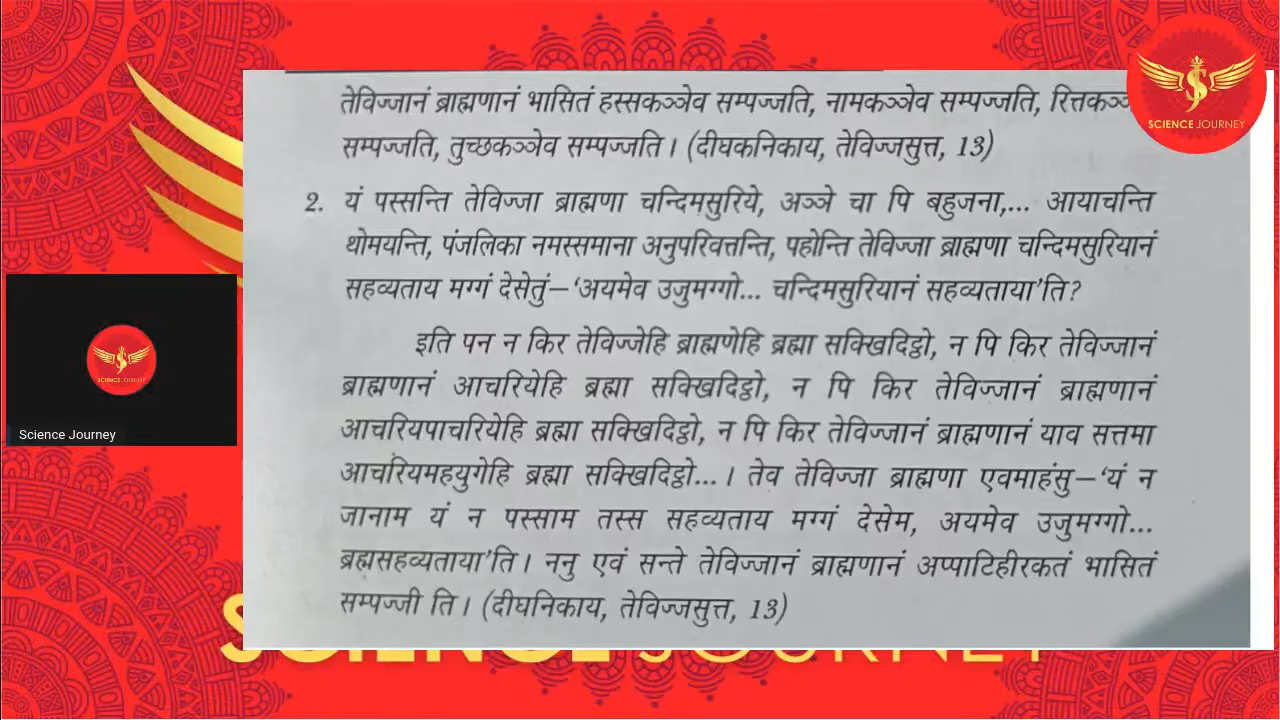 तेविज्जानं ब्राह्मणानं भासितं हस्सकञ्ञेव सम्पज्जति, नामकञ्ञेव सम्पज्जति,
सम्पज्जति, तुच्छकञ्ञेव सम्पज्जति। (दीघकनिकाय, तेविज्जसुत्त, 13)
2. यं पस्सन्ति तेविज्जा ब्राह्मणा चन्दिमसुरिये, अञ्ञे चा पि बहुजना,... आयाचन्ति
थोमयन्ति, पंजलिका नमस्समाना अनुपरिवत्तन्ति, पहोन्ति तेविज्जा ब्राह्मणा चन्दिमसुरियानं
सहव्यताय मग्गं देसेतुं—‘अयमेव उजुमग्गो... चन्दिमसुरियानं सहव्यताया’ति?
इति पन न किर तेविज्जेहि ब्राह्मणेहि ब्रह्मा सक्खिदिट्ठो, न पि किर तेविज्जानं
ब्राह्मणानं आचरियेहि ब्रह्मा सक्खिदिट्ठो, न पि किर तेविज्जानं ब्राह्मणानं
आचरियपाचरियेहि ब्रह्मा सक्खिदिट्ठो, न पि किर तेविज्जानं ब्राह्मणानं याव सत्तमा
आचरियमहयुगेहि ब्रह्मा सक्खिदिट्ठो...। तेव तेविज्जा ब्राह्मणा एवमाहंसु—‘यं न
जानाम यं न पस्साम तस्स सहव्यताय मग्गं देसेम, अयमेव उजुमग्गो...
ब्रह्मसहव्यताया’ति। ननु एवं सन्ते तेविज्जानं ब्राह्मणानं अप्पाटिहीरकतं भासितं
सम्पज्जी ति। (दीघनिकाय, तेविज्जसुत्त, 13)
SCIENCE JOURNEY
SCIENCE JOURNEY
Science Journey
SCIENCE JOURNEY